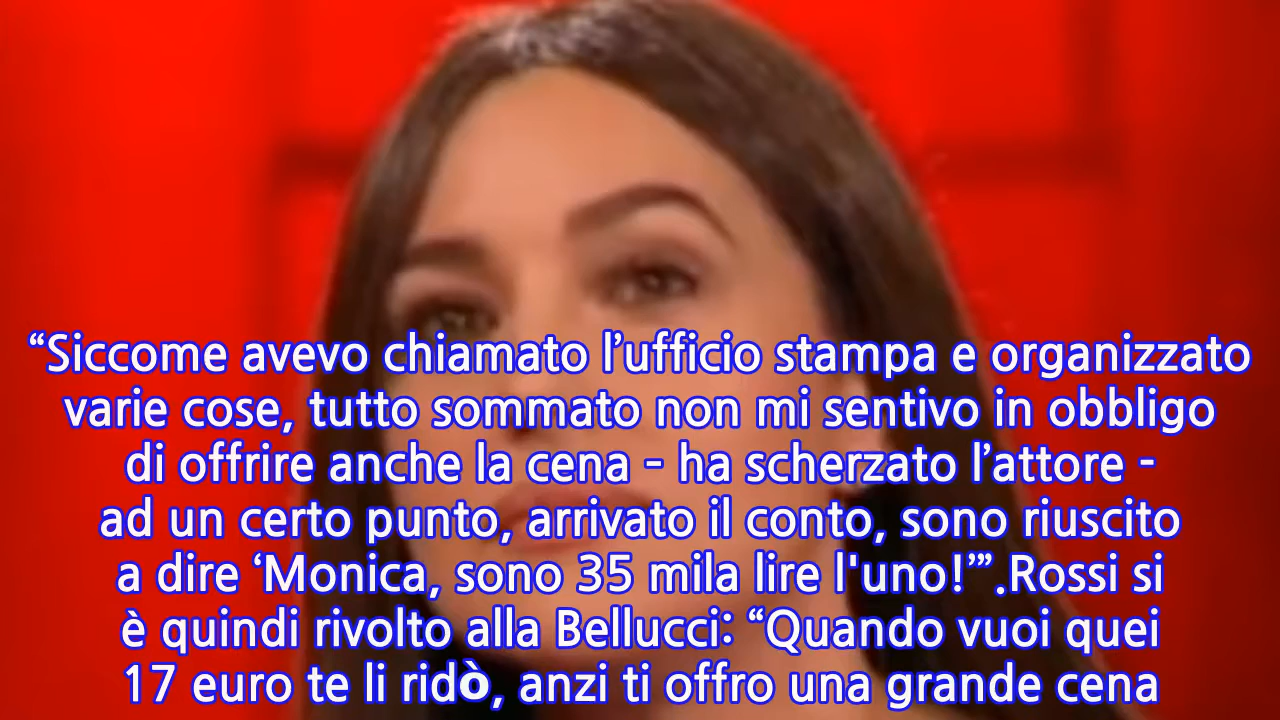 “Siccome avevo chiamato l’ufficio stampa e organizzato
varie cose, tutto sommato non mi sentivo in obbligo
di offrire anche la cena - ha scherzato l’attore -
ad un certo punto, arrivato il conto, sono riuscito
a dire ‘Monica, sono 35 mila lire l'uno!’”.Rossi si
è quindi rivolto alla Bellucci: “Quando vuoi quei
17 euro te li ridò, anzi ti offro una grande cena